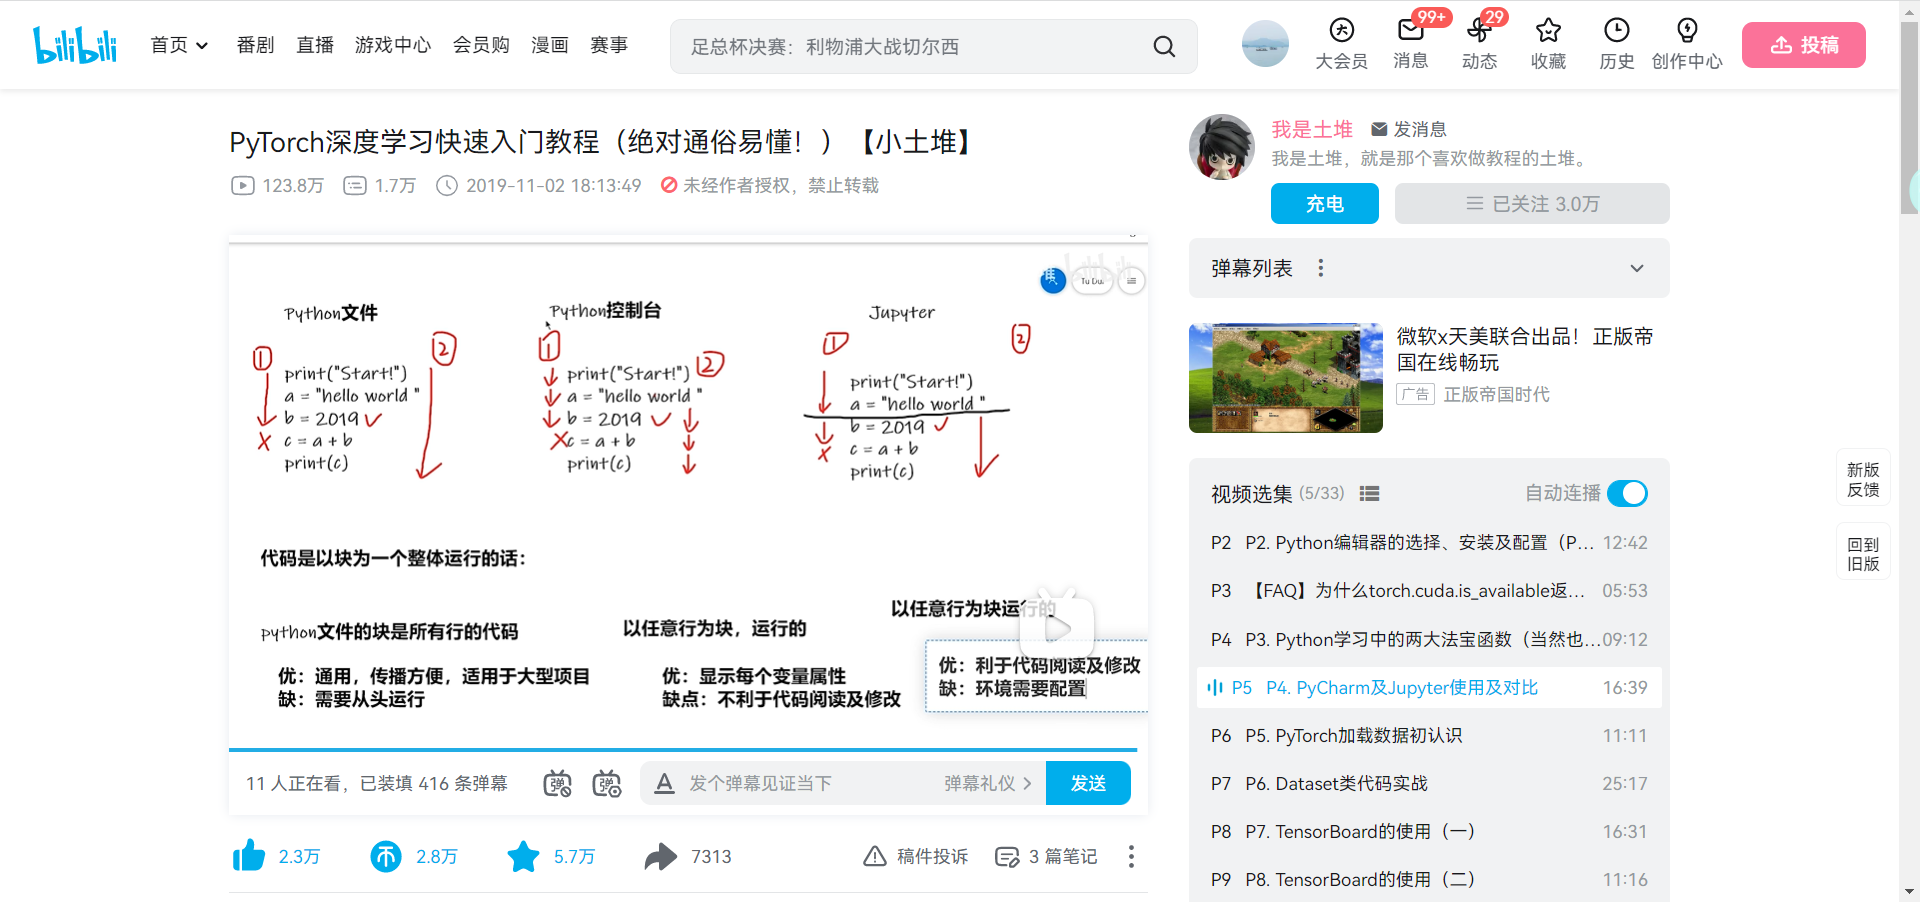 bilibili
首页 番剧 直播 游戏中心 会员购 漫画 赛事
足总杯决赛：利物浦大战切尔西
大会员
99+
消息
29
动态
收藏
历史
创作中心
投稿
PyTorch深度学习快速入门教程（绝对通俗易懂！）【小土堆】
123.8万 1.7万 2019-11-02 18:13:49 未经作者授权，禁止转载
bilibili
Tu Dui
Python文件
① ②
print("Start!")
a = "hello world "
b = 2019
c = a + b
print(c)
Python控制台
① ②
print("Start!")
a = "hello world "
b = 2019
c = a + b
print(c)
Jupyter
① ②
print("Start!")
a = "hello world "
b = 2019
c = a + b
print(c)
代码是以块为一个整体运行的话：
python文件的块是所有行的代码
优：通用，传播方便，适用于大型项目
缺：需要从头运行
以任意行为块，运行的
优：显示每个变量属性
缺点：不利于代码阅读及修改
以任意行为块运行的
优：利于代码阅读及修改
缺：环境需要配置
11 人正在看，已装填 416 条弹幕
弹 弹
A 发个弹幕见证当下
弹幕礼仪
发送
2.3万 2.8万 5.7万 7313
稿件投诉 3 篇笔记
我是土堆 发消息
我是土堆，就是那个喜欢做教程的土堆。
充电
已关注 3.0万
弹幕列表
微软x天美联合出品！正版帝
国在线畅玩
广告 正版帝国时代
视频选集 (5/33) 自动连播
P2 P2. Python编辑器的选择、安装及配置（P... 12:42
P3 【FAQ】为什么torch.cuda.is_available返... 05:53
P4 P3. Python学习中的两大法宝函数（当然也... 09:12
P5 P4. PyCharm及Jupyter使用及对比 16:39
P6 P5. PyTorch加载数据初认识 11:11
P7 P6. Dataset类代码实战 25:17
P8 P7. TensorBoard的使用（一） 16:31
P9 P8. TensorBoard的使用（二） 11:16
新版
反馈
回到
旧版